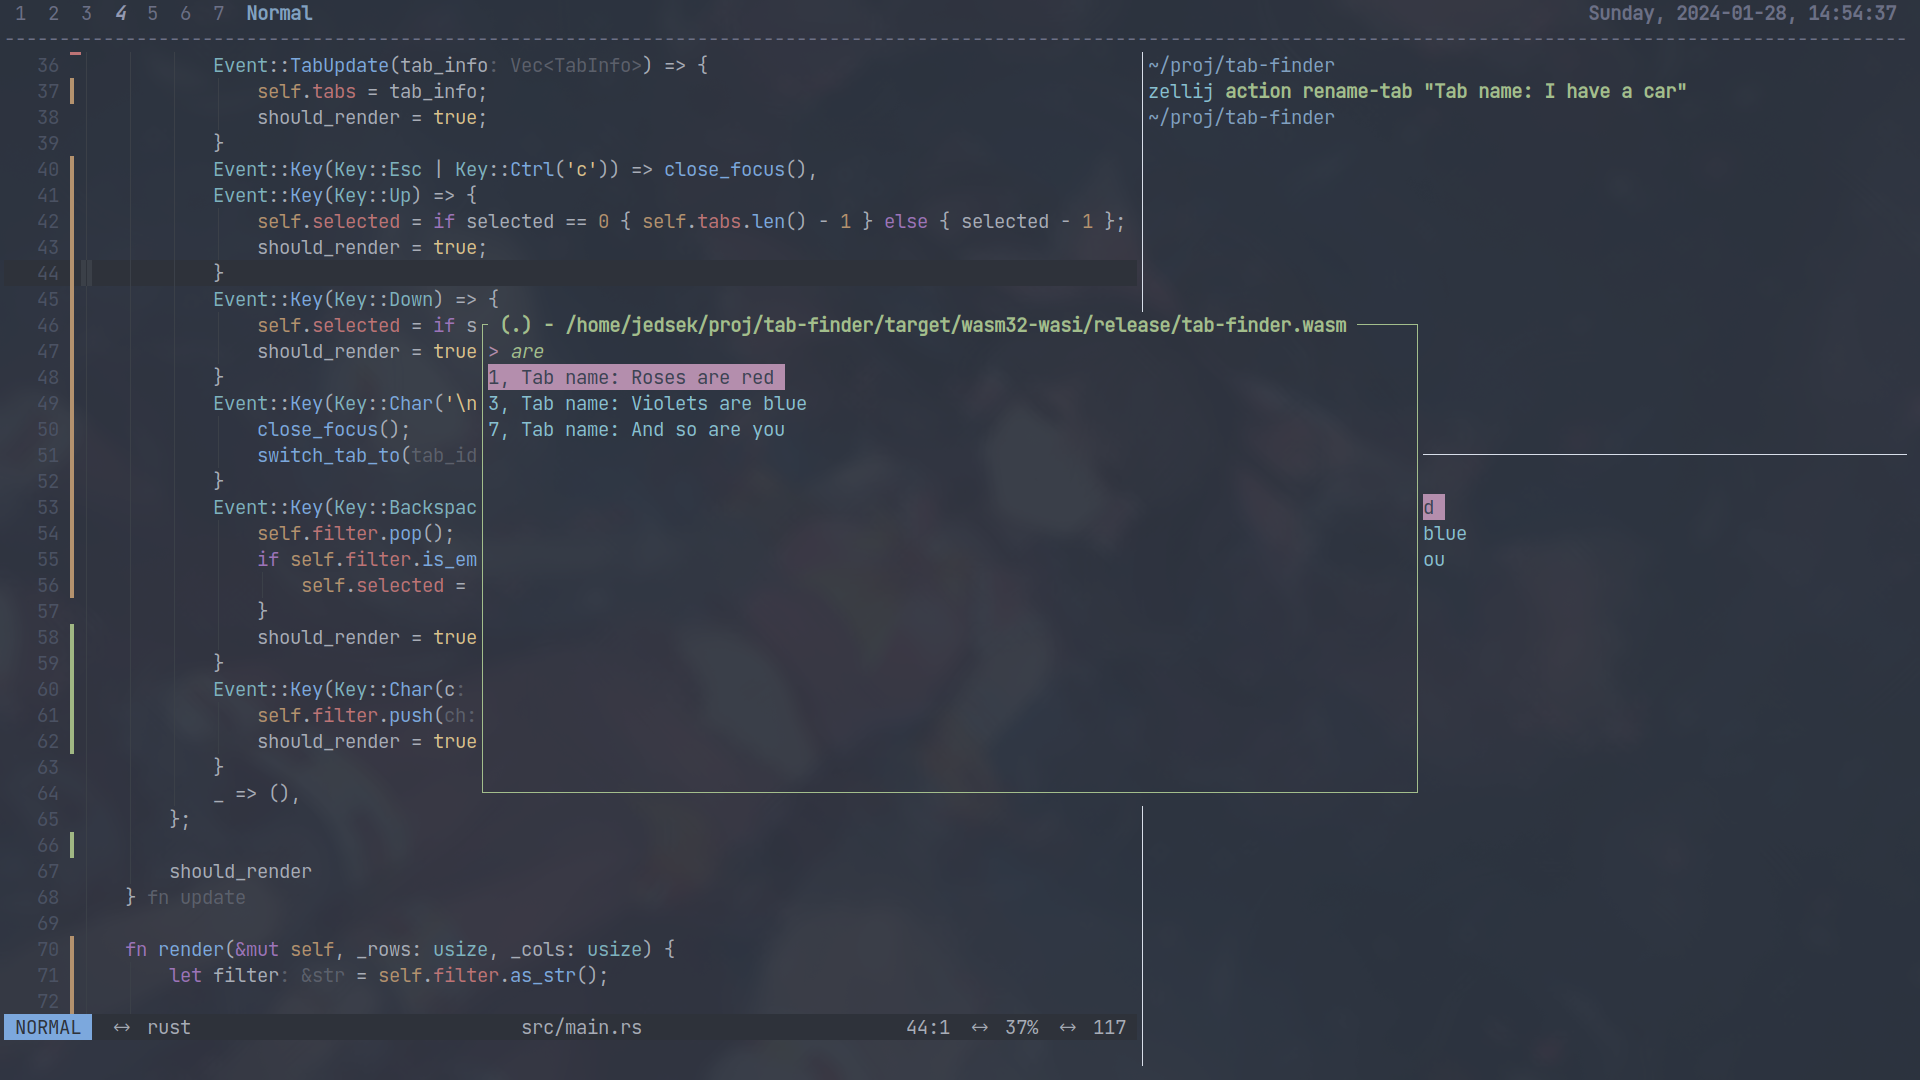 1 2 3 4 5 6 7 Normal Sunday, 2024-01-28, 14:54:37
36 Event::TabUpdate(tab_info: Vec<TabInfo>) => {
37 self.tabs = tab_info;
38 should_render = true;
39 }
40 Event::Key(Key::Esc | Key::Ctrl('c')) => close_focus(),
41 Event::Key(Key::Up) => {
42 self.selected = if selected == 0 { self.tabs.len() - 1 } else { selected - 1 };
43 should_render = true;
44 }
45 Event::Key(Key::Down) => {
46 self.selected = if s
47 should_render = true
48 }
49 Event::Key(Key::Char('\n
50 close_focus();
51 switch_tab_to(tab_id
52 }
53 Event::Key(Key::Backspac
54 self.filter.pop();
55 if self.filter.is_em
56 self.selected =
57 }
58 should_render = true
59 }
60 Event::Key(Key::Char(c:
61 self.filter.push(ch:
62 should_render = true
63 }
64 _ => (),
65 };
66
67 should_render
68 } fn update
69
70 fn render(&mut self, _rows: usize, _cols: usize) {
71 let filter: &str = self.filter.as_str();
72
NORMAL ↔ rust src/main.rs 44:1 ↔ 37% ↔ 117
~/proj/tab-finder
zellij action rename-tab "Tab name: I have a car"
~/proj/tab-finder
(.) - /home/jedsek/proj/tab-finder/target/wasm32-wasi/release/tab-finder.wasm
> are
1, Tab name: Roses are red
3, Tab name: Violets are blue
7, Tab name: And so are you
d
blue
ou